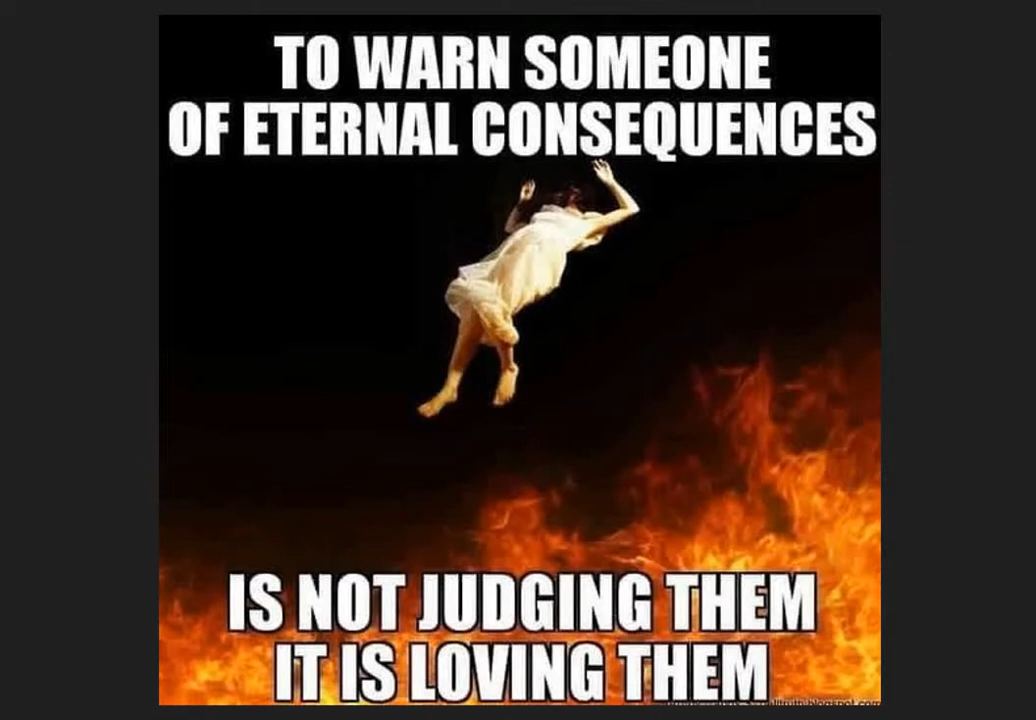 TO WARN SOMEONE
OF ETERNAL CONSEQUENCES
IS NOT JUDGING THEM
IT IS LOVING THEM